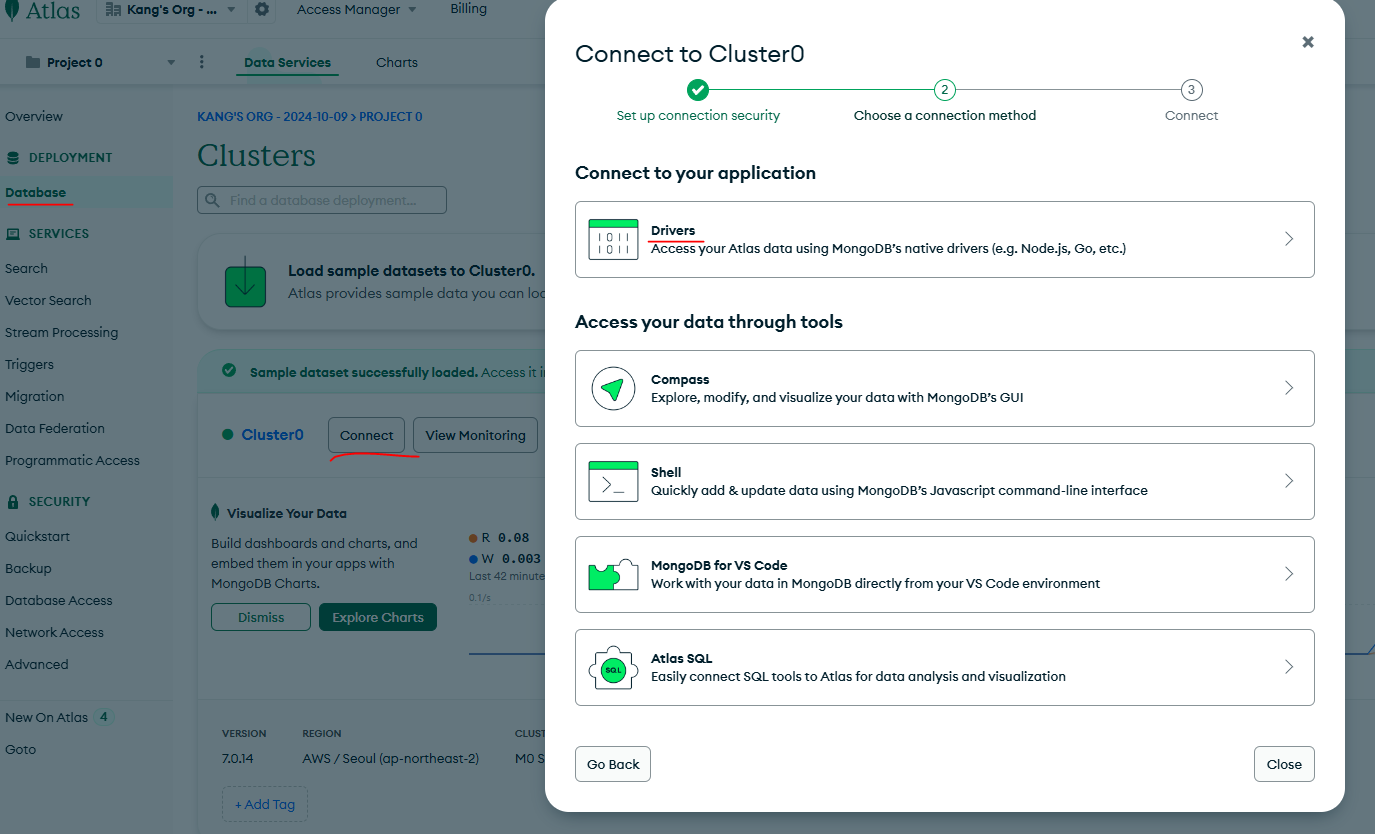 Atlas
Kang's Org - ...
Access Manager
Billing
Project 0
Data Services
Charts
Overview
DEPLOYMENT
Database
SERVICES
Search
Vector Search
Stream Processing
Triggers
Migration
Data Federation
Programmatic Access
SECURITY
Quickstart
Backup
Database Access
Network Access
Advanced
New On Atlas 4
Goto
KANG'S ORG - 2024-10-09 > PROJECT 0
Clusters
Find a database deployment...
Load sample datasets to Cluster0.
Atlas provides sample data you can loa
Sample dataset successfully loaded. Access it i
Cluster0
Connect
View Monitoring
Visualize Your Data
Build dashboards and charts, and
embed them in your apps with
MongoDB Charts.
Dismiss
Explore Charts
R 0.08
W 0.003
Last 42 minute
0.1/s
VERSION
7.0.14
REGION
AWS / Seoul (ap-northeast-2)
CLUST
M0 S
+ Add Tag
Connect to Cluster0
2
3
Set up connection security
Choose a connection method
Connect
Connect to your application
1011
1011
Drivers
Access your Atlas data using MongoDB's native drivers (e.g. Node.js, Go, etc.)
Access your data through tools
Compass
Explore, modify, and visualize your data with MongoDB's GUI
>_
Shell
Quickly add & update data using MongoDB's Javascript command-line interface
MongoDB for VS Code
Work with your data in MongoDB directly from your VS Code environment
SQL
Atlas SQL
Easily connect SQL tools to Atlas for data analysis and visualization
Go Back
Close